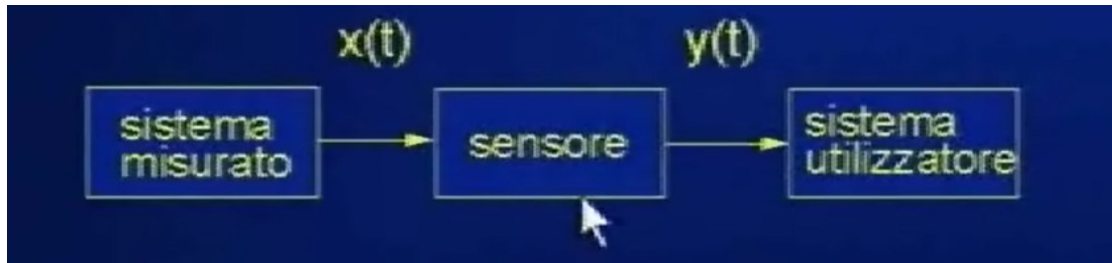 x(t)
y(t)
sistema
misurato
sensore
sistema
utilizzatore